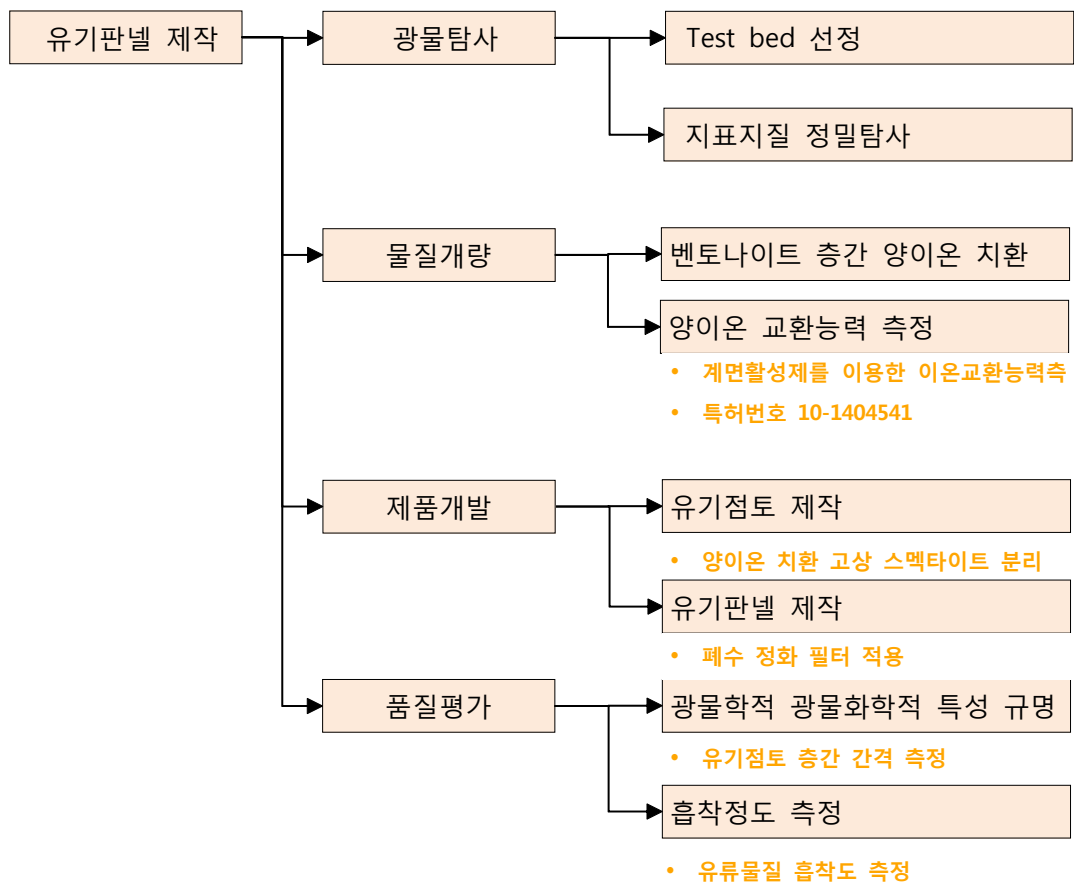 유기판넬 제작
광물탐사
Test bed 선정
지표지질 정밀탐사
물질개량
벤토나이트 층간 양이온 치환
양이온 교환능력 측정
• 계면활성제를 이용한 이온교환능력측
• 특허번호 10-1404541
제품개발
유기점토 제작
• 양이온 치환 고상 스멕타이트 분리
유기판넬 제작
• 폐수 정화 필터 적용
품질평가
광물학적 광물화학적 특성 규명
• 유기점토 층간 간격 측정
흡착정도 측정
• 유류물질 흡착도 측정